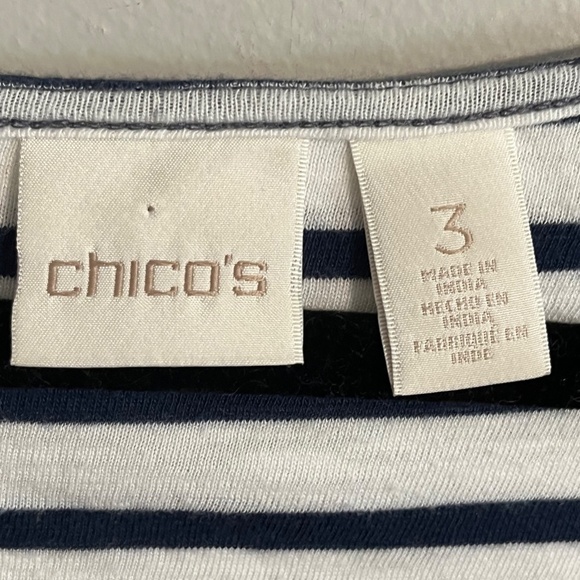 chico's
3
MADE IN
INDIA
HECHO EN
INDIA
FABRIQUÉ EN
INDE